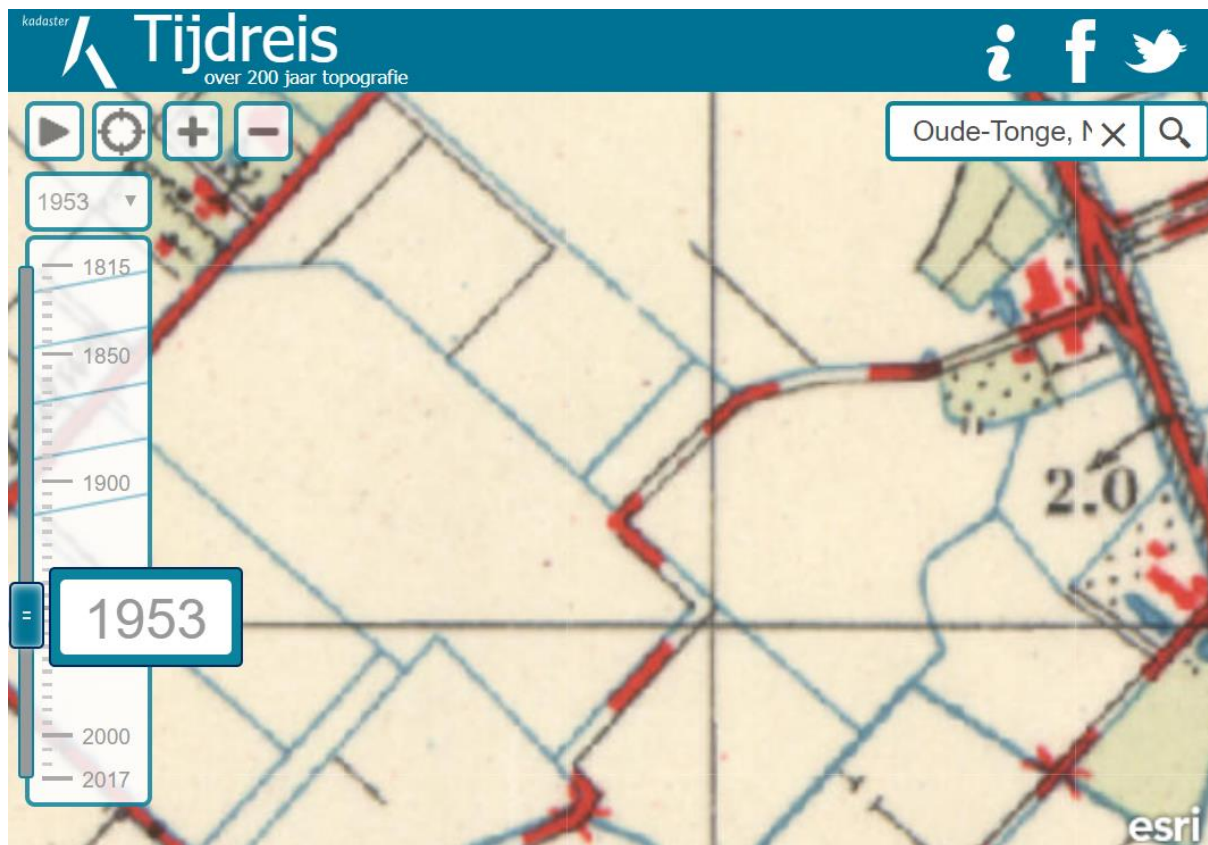 kadaster
Tijdreis
over 200 jaar topografie
Oude-Tonge, 
1953
1815
1850
1900
1953
2000
2017
2.0
esri